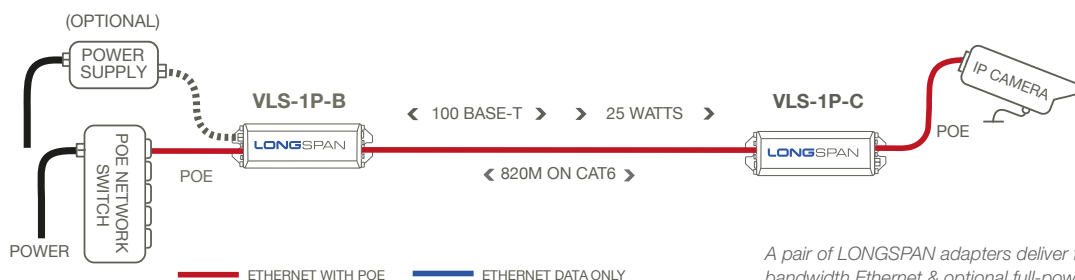 (OPTIONAL)
POWER
SUPPLY
VLS-1P-B
< 100 BASE-T >
> 25 WATTS >
VLS-1P-C
IP CAMERA
LONGSPAN
LONGSPAN
POE
POE
POE NETWORK
SWITCH
< 820M ON CAT6 >
POWER
ETHERNET WITH POE
ETHERNET DATA ONLY
A pair of LONGSPAN adapters deliver
bandwidth Ethernet & optional